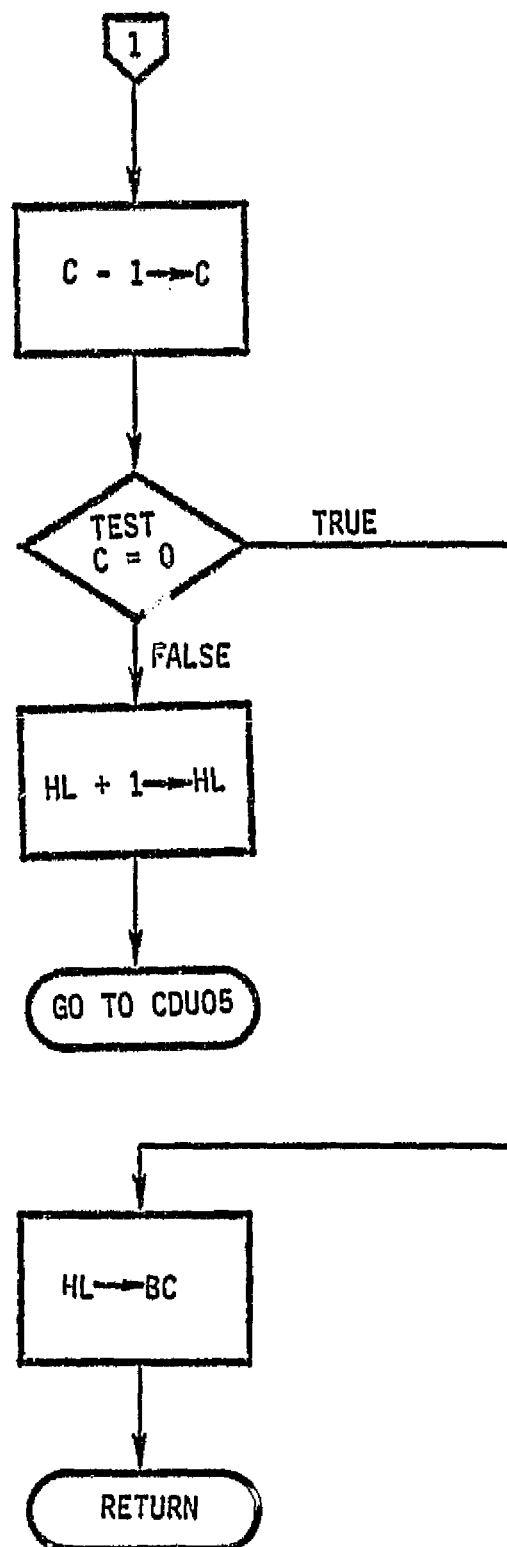 1
C - 1→C
TEST
C = 0
TRUE
FALSE
HL + 1→HL
GO TO CDU05
HL→BC
RETURN